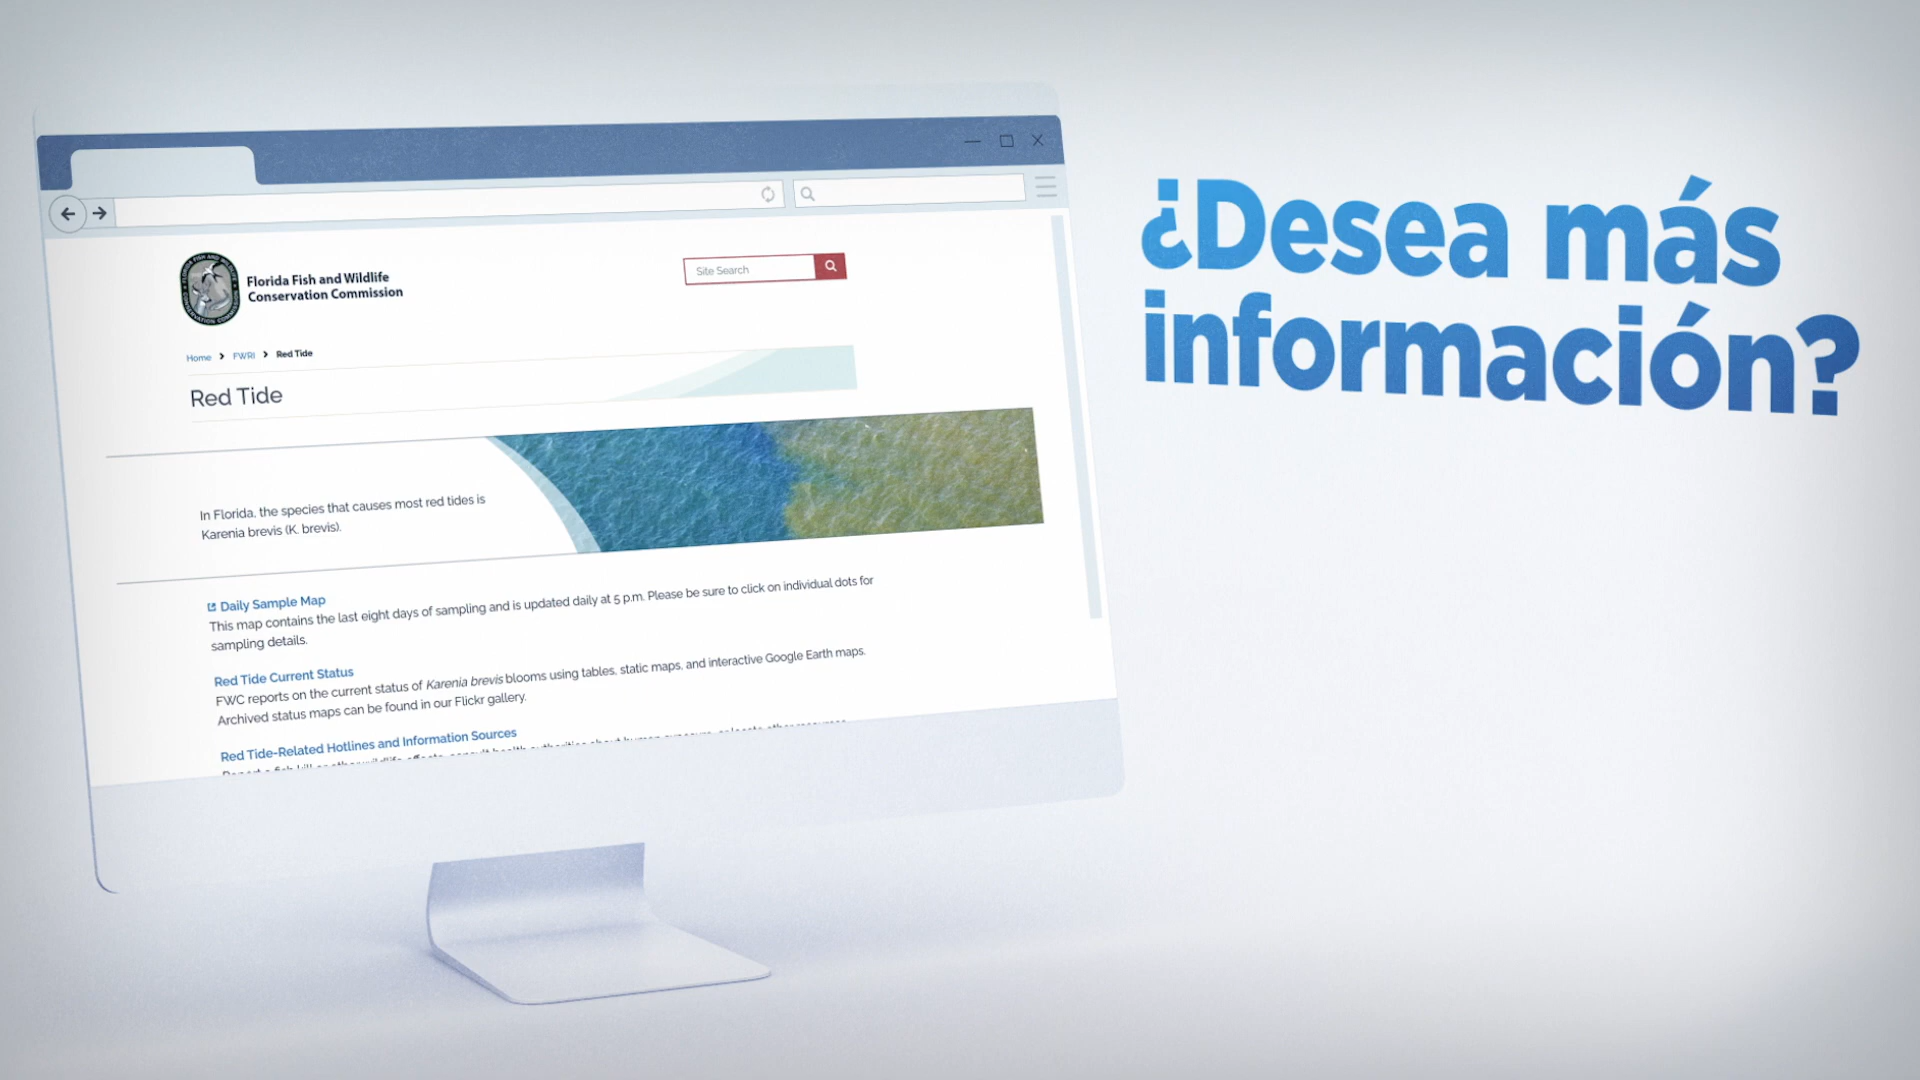 Florida Fish and Wildlife
Conservation Commission
Site Search
Home > FWRI > Red Tide
Red Tide
In Florida, the species that causes most red tides is
Karenia brevis (K. brevis).
Daily Sample Map
This map contains the last eight days of sampling and is updated daily at 5 p.m. Please be sure to click on individual dots for
sampling details.
Red Tide Current Status
FWC reports on the current status of Karenia brevis blooms using tables, static maps, and interactive Google Earth maps.
Archived status maps can be found in our Flickr gallery.
Red Tide-Related Hotlines and Information Sources
¿Desea más
información?